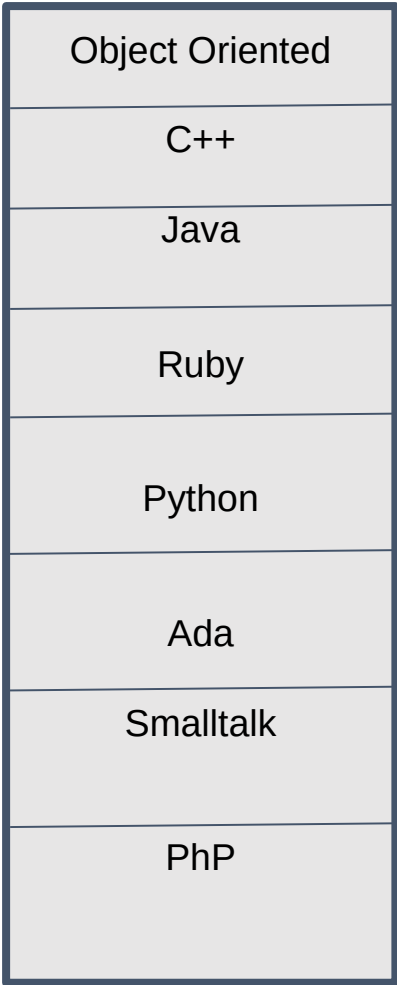 Object Oriented
C++
Java
Ruby
Python
Ada
Smalltalk
PhP